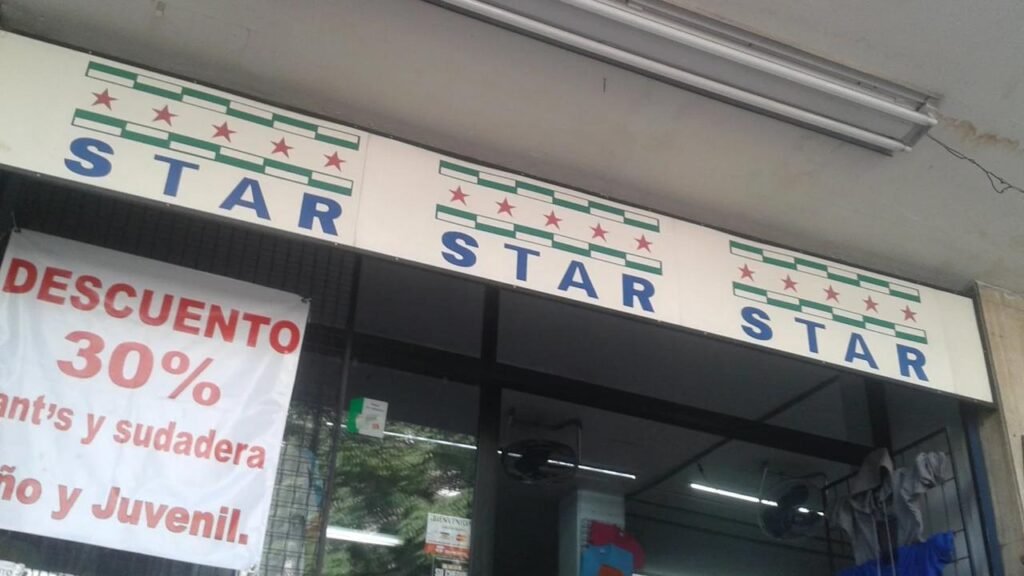 STAR
STAR
STAR
DESCUENTO
30%
ant's y sudadera
ño y Juvenil.